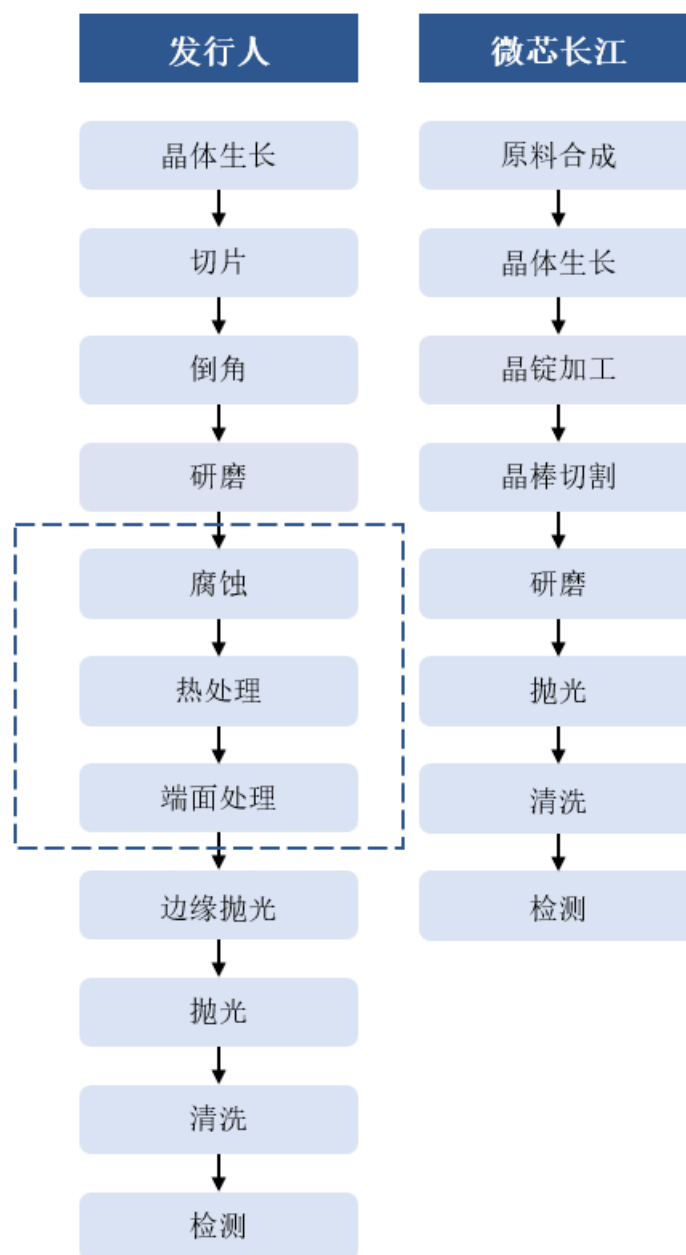 发行人
晶体生长
切片
倒角
研磨
腐蚀
热处理
端面处理
边缘抛光
抛光
清洗
检测
微芯长江
原料合成
晶体生长
晶锭加工
晶棒切割
研磨
抛光
清洗
检测